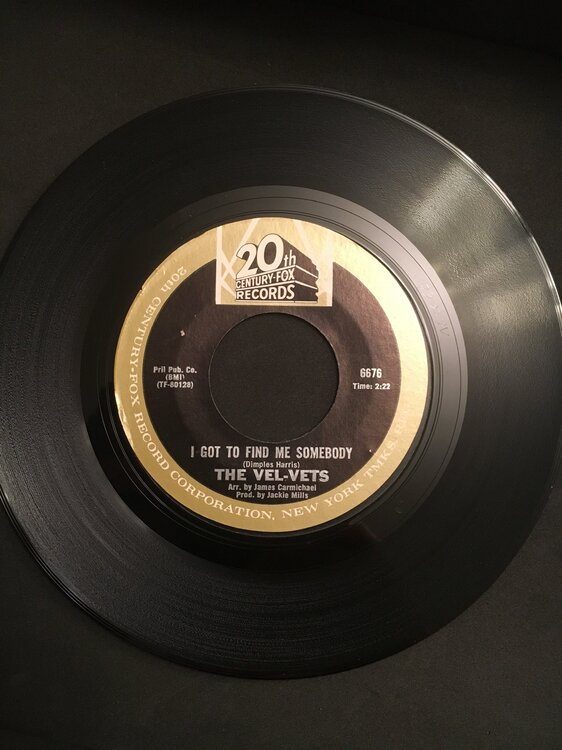 20th
CENTURY-FOX
RECORDS
Pril Pub. Co.
(BMI)
(TF-60128)
6676
Time: 2:22
I GOT TO FIND ME SOMEBODY
(Dimples Harris)
THE VEL-VETS
Arr. by James Carmichael
Prod. by Jackie Mills
20th CENTURY-FOX RECORD CORPORATION, NEW YORK TMKS